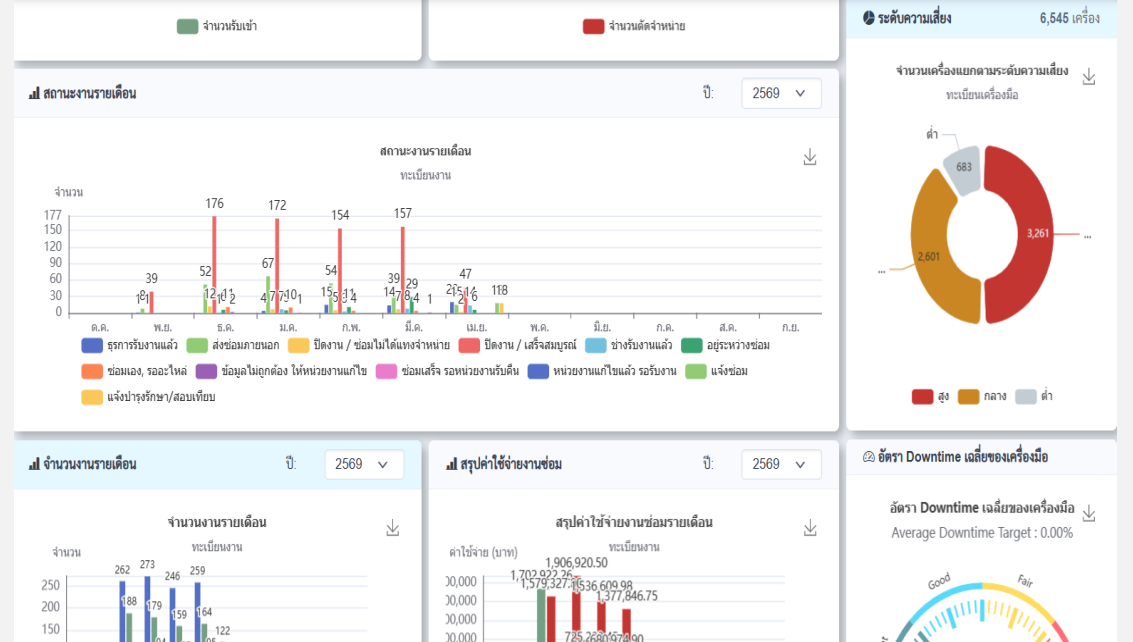 จำนวนรับเข้า
จำนวนตัดจำหน่าย
ระดับความเสี่ยง 6,545 เครื่อง
จำนวนเครื่องแยกตามระดับความเสี่ยง
ทะเบียนเครื่องมือ
ต่ำ
683
3,261 ...
... 2,601
สูง กลาง ต่ำ
สถานะงานรายเดือน ปี: 2569
สถานะงานรายเดือน
ทะเบียนงาน
จำนวน
177
150
120
90
60
30
0
39
52 176
67 172
54 154
39 157
29
47
118
ต.ค. พ.ย. ธ.ค. ม.ค. ก.พ. มี.ค. เม.ย. พ.ค. มิ.ย. ก.ค. ส.ค. ก.ย.
ธุรการรับงานแล้ว ส่งซ่อมภายนอก ปิดงาน / ซ่อมไม่ได้แทงจำหน่าย ปิดงาน / เสร็จสมบูรณ์ ช่างรับงานแล้ว อยู่ระหว่างซ่อม
ซ่อมเอง, รออะไหล่ ข้อมูลไม่ถูกต้อง ให้หน่วยงานแก้ไข ซ่อมเสร็จ รอหน่วยงานรับคืน หน่วยงานแก้ไขแล้ว รอรับงาน แจ้งซ่อม
แจ้งบำรุงรักษา/สอบเทียบ
จำนวนงานรายเดือน ปี: 2569
จำนวนงานรายเดือน
ทะเบียนงาน
จำนวน
250
200
150
262 273 246 259
188 179 159 164
122
สรุปค่าใช้จ่ายงานซ่อม ปี: 2569
สรุปค่าใช้จ่ายงานซ่อมรายเดือน
ทะเบียนงาน
ค่าใช้จ่าย (บาท)
1,906,920.50
1,377,846.75
อัตรา Downtime เฉลี่ยของเครื่องมือ
อัตรา Downtime เฉลี่ยของเครื่องมือ
Average Downtime Target : 0.00%
Good Fair